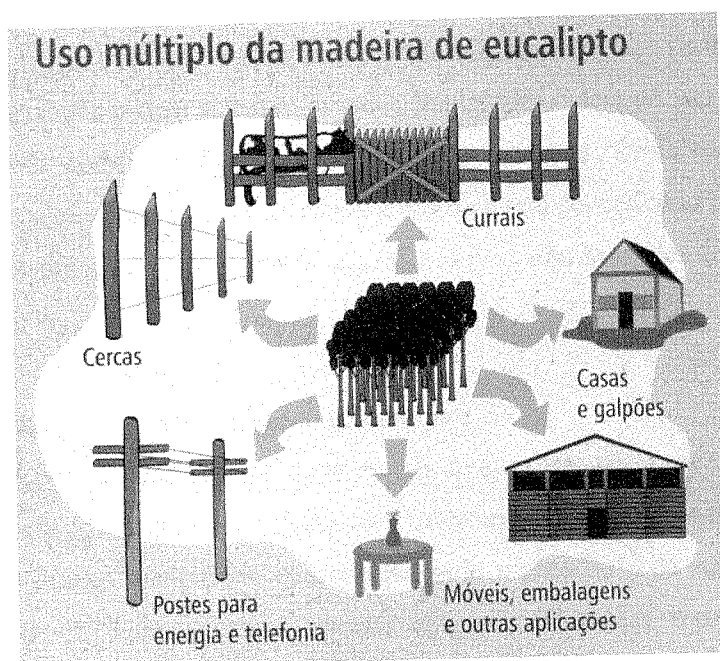 Uso múltiplo da madeira de eucalipto
Currais
Cercas
Casas
e galpões
Postes para
energia e telefonia
Móveis, embalagens
e outras aplicações